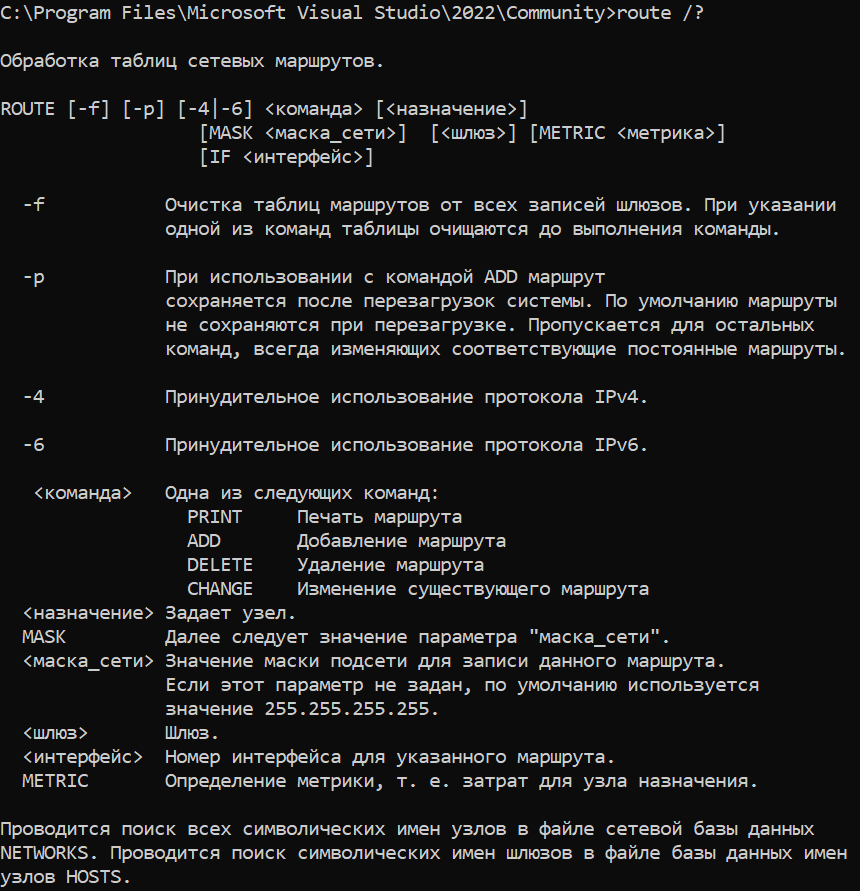 C:\Program Files\Microsoft Visual Studio\2022\Community>route /?
Обработка таблиц сетевых маршрутов.
ROUTE [-f] [-p] [-4|-6] <команда> [<назначение>]
[MASK <маска_сети>]  [<шлюз>] [METRIC <метрика>]
[IF <интерфейс>]
-f Очистка таблиц маршрутов от всех записей шлюзов. При указании
одной из команд таблицы очищаются до выполнения команды.
-p При использовании с командой ADD маршрут
сохраняется после перезагрузок системы. По умолчанию маршруты
не сохраняются при перезагрузке. Пропускается для остальных
команд, всегда изменяющих соответствующие постоянные маршруты.
-4 Принудительное использование протокола IPv4.
-6 Принудительное использование протокола IPv6.
<команда> Одна из следующих команд:
PRINT Печать маршрута
ADD Добавление маршрута
DELETE Удаление маршрута
CHANGE Изменение существующего маршрута
<назначение> Задает узел.
MASK Далее следует значение параметра "маска_сети".
<маска_сети> Значение маски подсети для записи данного маршрута.
Если этот параметр не задан, по умолчанию используется
значение 255.255.255.255.
<шлюз> Шлюз.
<интерфейс> Номер интерфейса для указанного маршрута.
METRIC Определение метрики, т. е. затрат для узла назначения.
Проводится поиск всех символических имен узлов в файле сетевой базы данных
NETWORKS. Проводится поиск символических имен шлюзов в файле базы данных имен
узлов HOSTS.